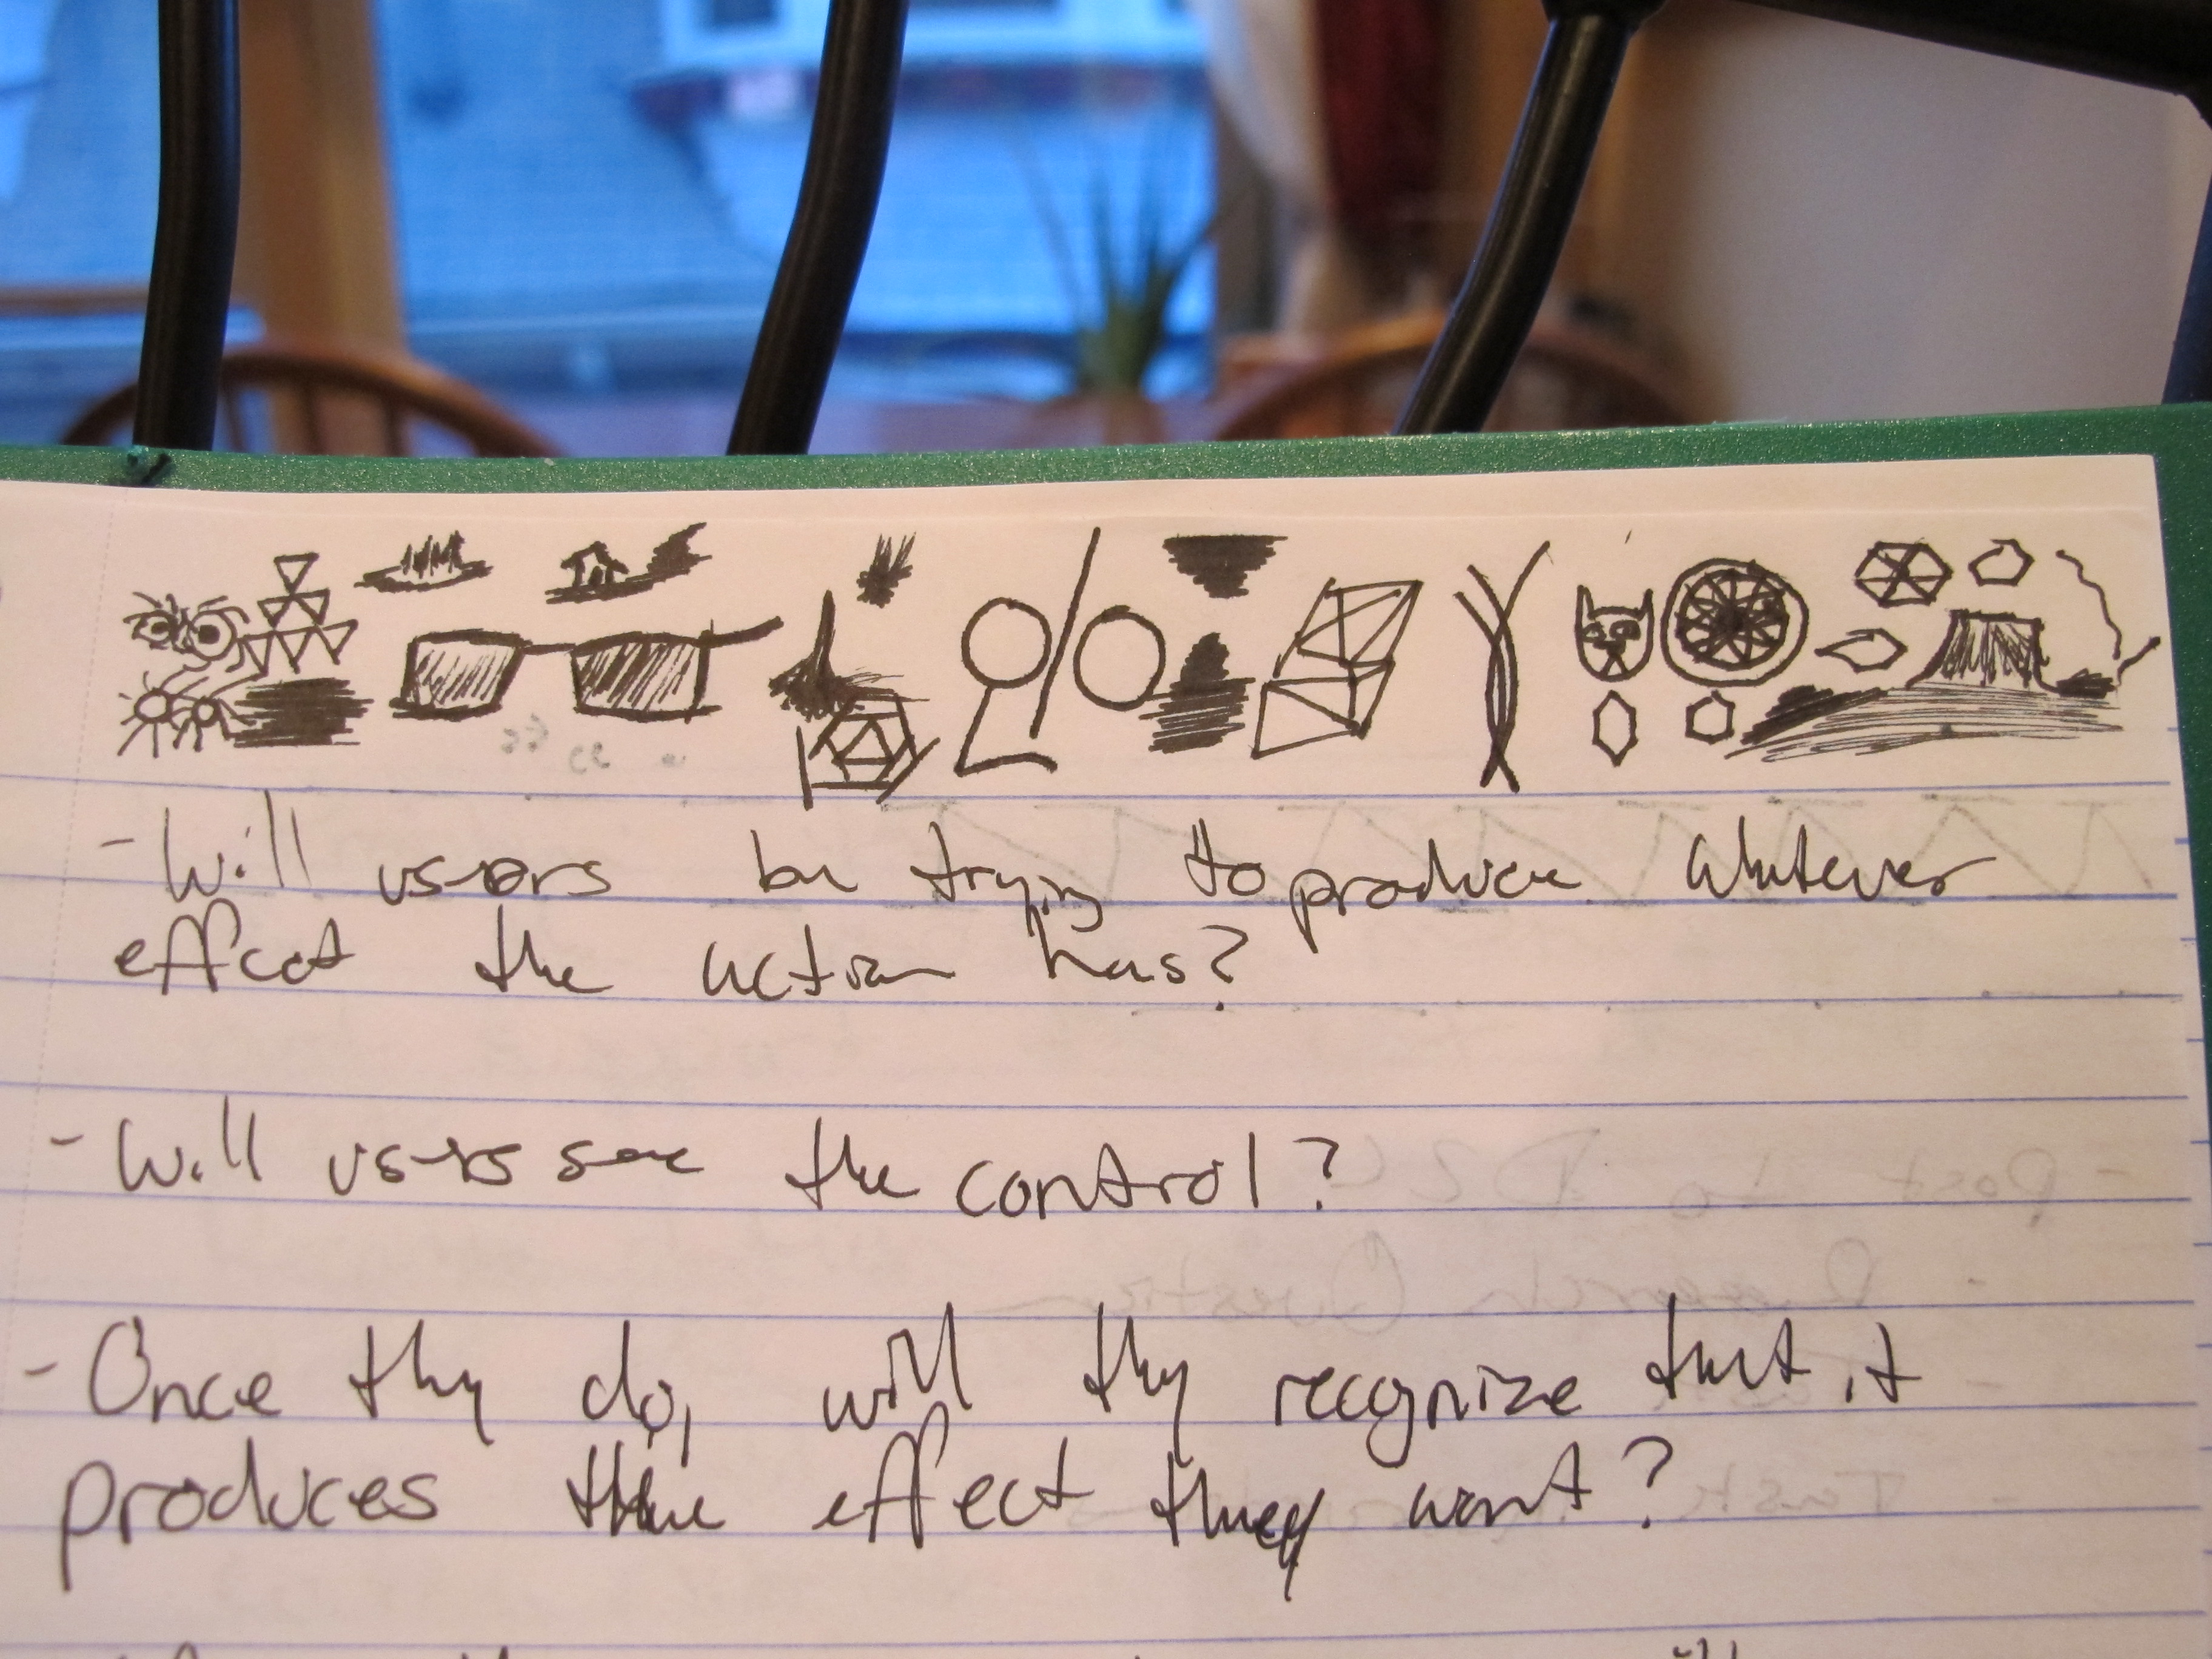 - Will users be trying to produce whatever
effect the action has?
- Will users see the control?
- Once they do, will they recognize that it
produces the effect they want?